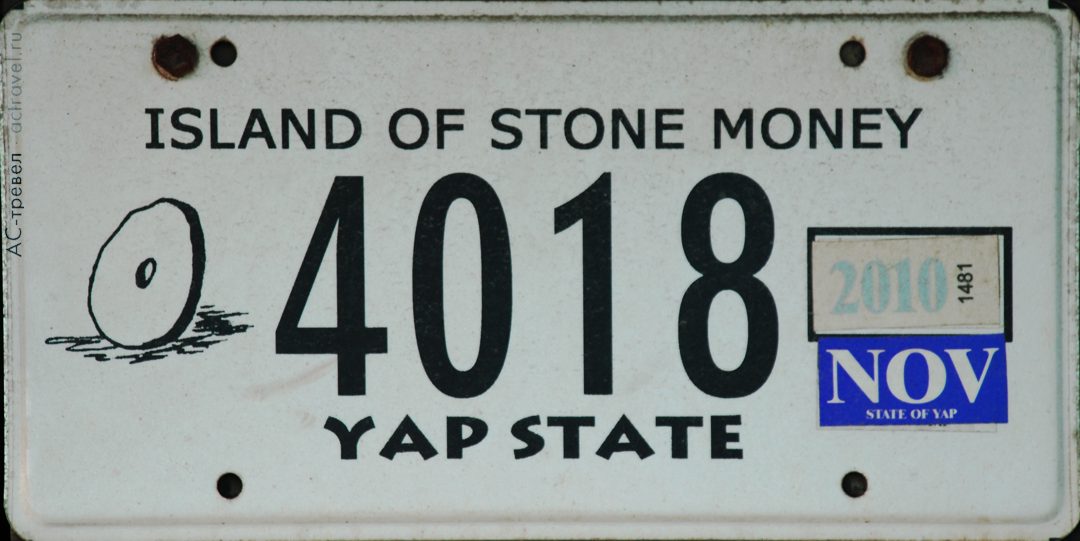 ISLAND OF STONE MONEY
4018
2010
1481
NOV
STATE OF YAP
YAP STATE
АС-тревел actravel.ru